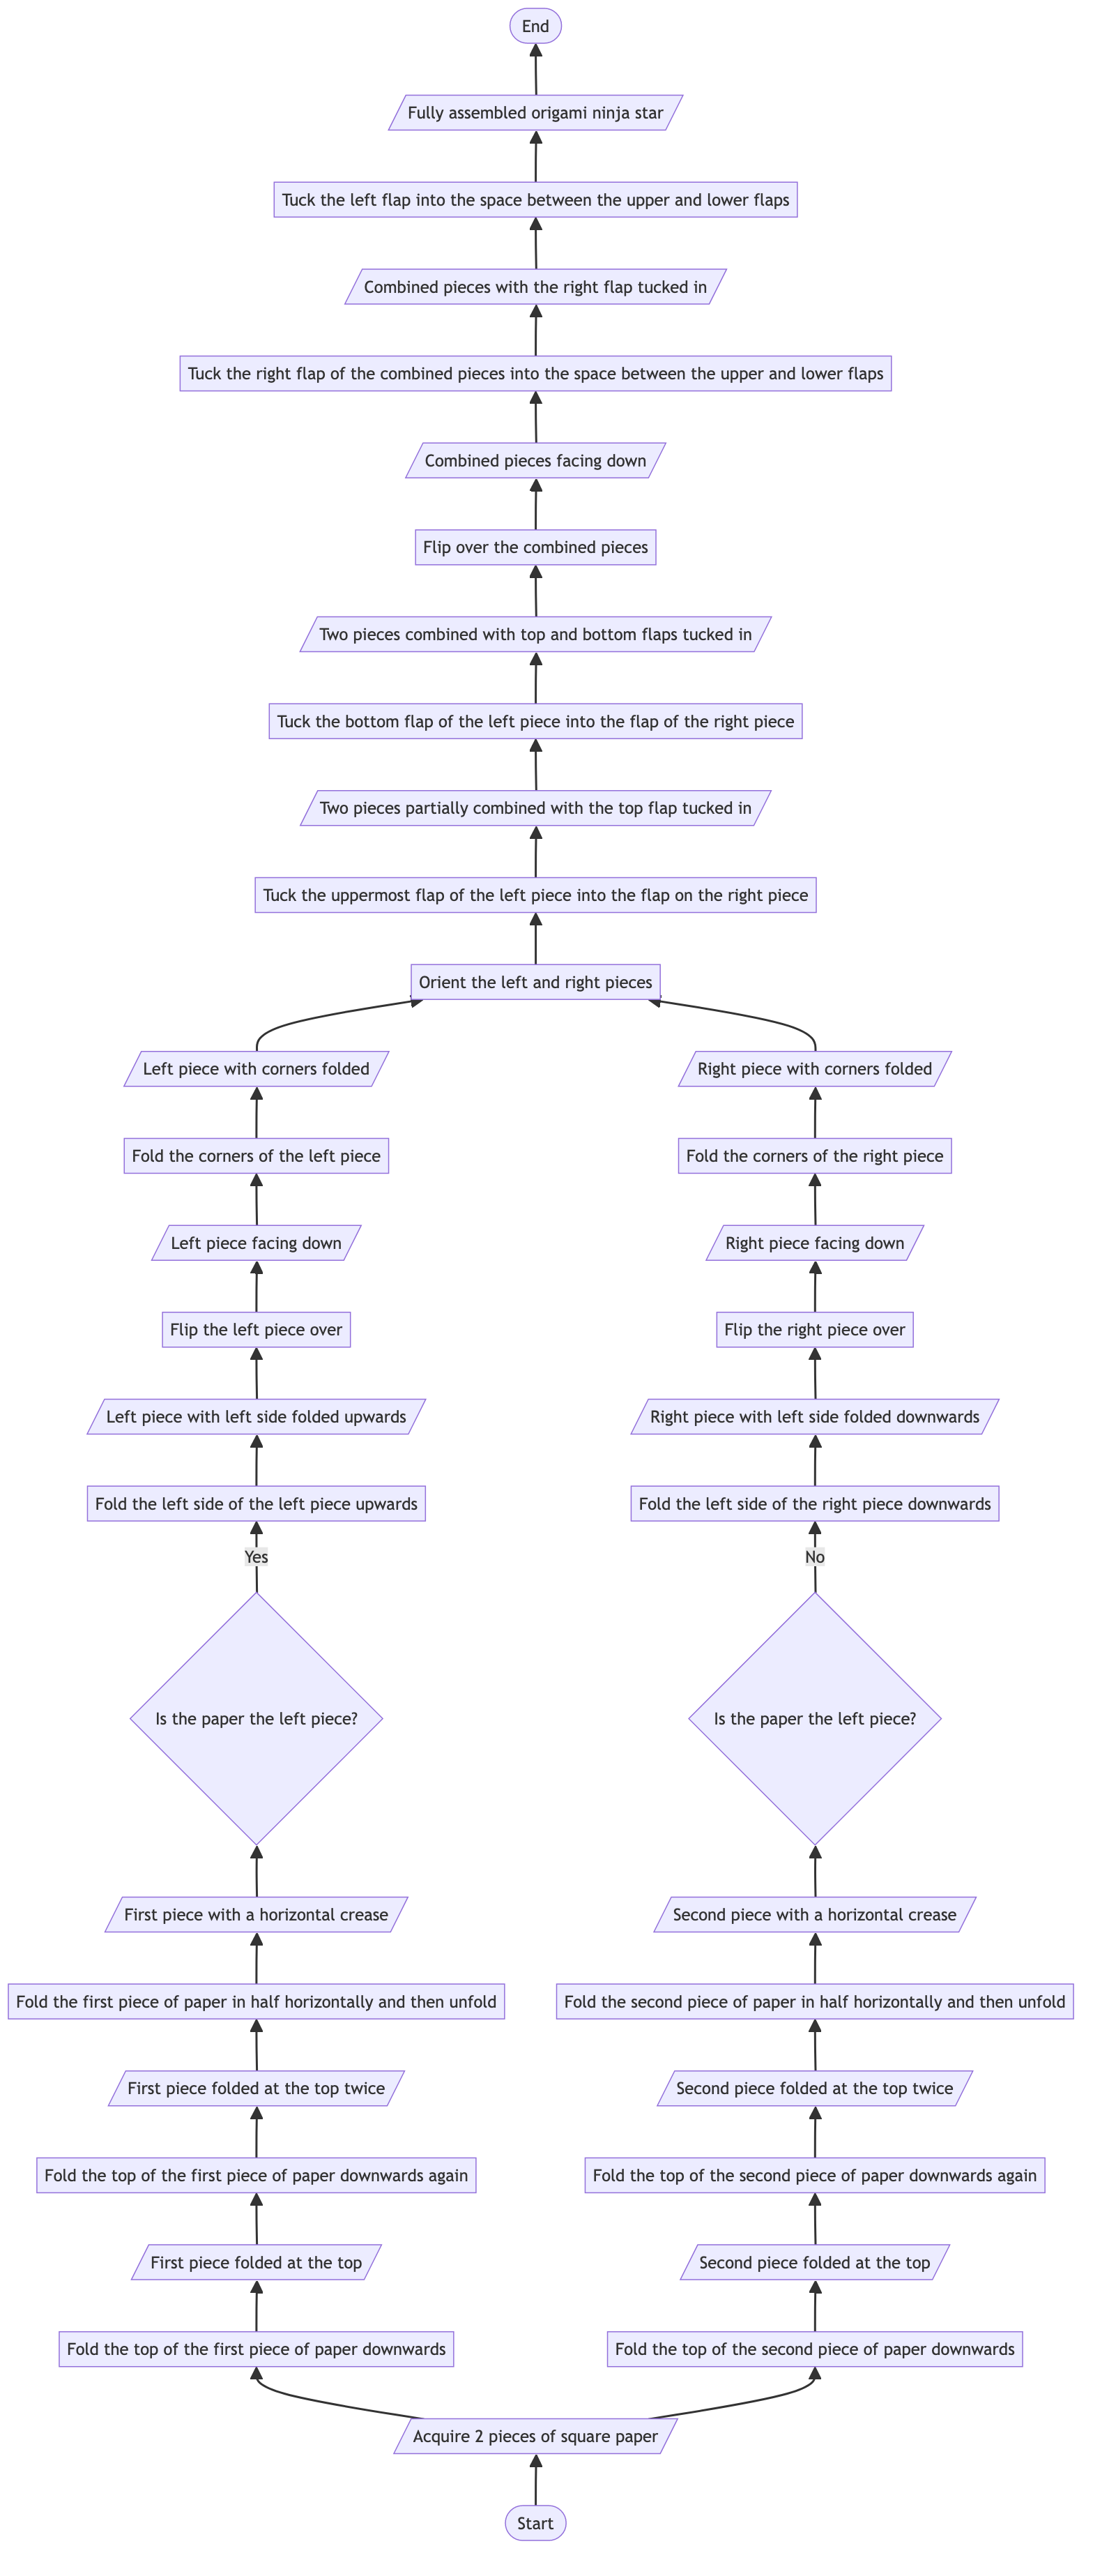 End
Fully assembled origami ninja star
Tuck the left flap into the space between the upper and lower flaps
Combined pieces with the right flap tucked in
Tuck the right flap of the combined pieces into the space between the upper and lower flaps
Combined pieces facing down
Flip over the combined pieces
Two pieces combined with top and bottom flaps tucked in
Tuck the bottom flap of the left piece into the flap of the right piece
Two pieces partially combined with the top flap tucked in
Tuck the uppermost flap of the left piece into the flap on the right piece
Orient the left and right pieces
Left piece with corners folded
Right piece with corners folded
Fold the corners of the left piece
Fold the corners of the right piece
Left piece facing down
Right piece facing down
Flip the left piece over
Flip the right piece over
Left piece with left side folded upwards
Right piece with left side folded downwards
Fold the left side of the left piece upwards
Fold the left side of the right piece downwards
Yes
No
Is the paper the left piece?
Is the paper the left piece?
First piece with a horizontal crease
Second piece with a horizontal crease
Fold the first piece of paper in half horizontally and then unfold
Fold the second piece of paper in half horizontally and then unfold
First piece folded at the top twice
Second piece folded at the top twice
Fold the top of the first piece of paper downwards again
Fold the top of the second piece of paper downwards again
First piece folded at the top
Second piece folded at the top
Fold the top of the first piece of paper downwards
Fold the top of the second piece of paper downwards
Acquire 2 pieces of square paper
Start